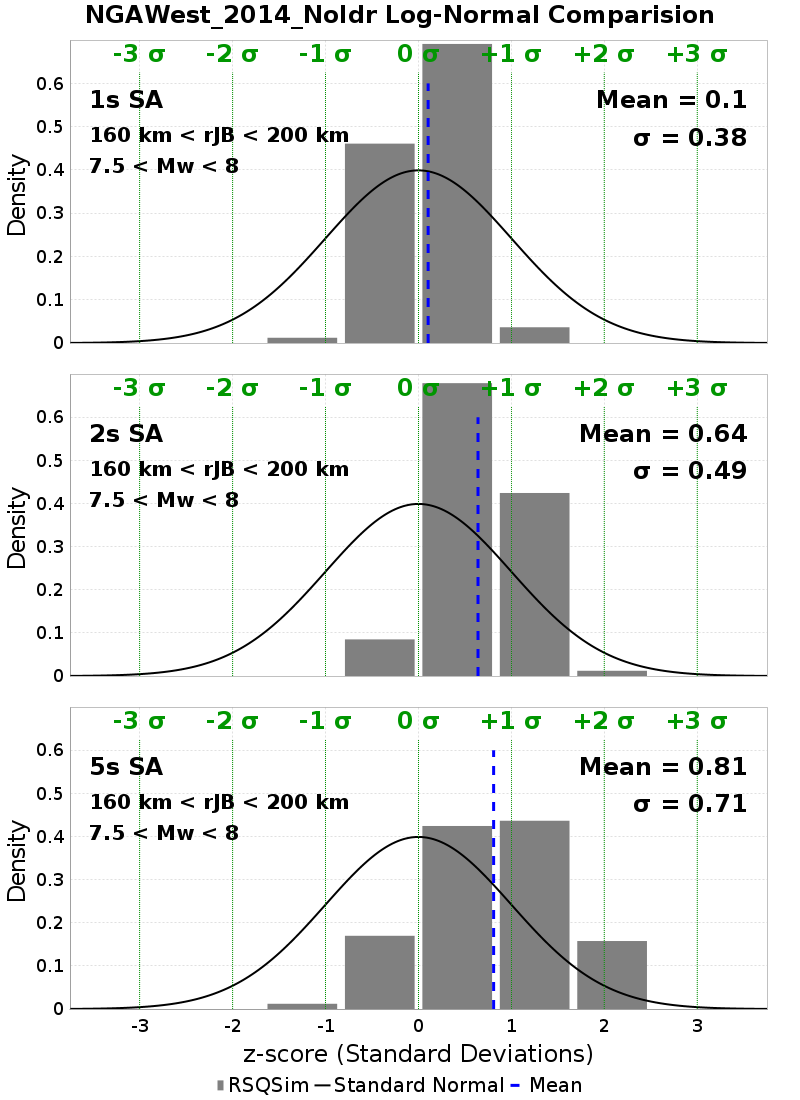 NGAWest_2014_NoIdr Log-Normal Comparision
-3 σ -2 σ -1 σ 0 σ +1 σ +2 σ +3 σ
1s SA
Mean = 0.1
160 km < rJB < 200 km
σ = 0.38
7.5 < Mw < 8
Density
0.6
0.5
0.4
0.3
0.2
0.1
0
-3 σ -2 σ -1 σ 0 σ +1 σ +2 σ +3 σ
2s SA
Mean = 0.64
160 km < rJB < 200 km
σ = 0.49
7.5 < Mw < 8
Density
0.6
0.5
0.4
0.3
0.2
0.1
0
-3 σ -2 σ -1 σ 0 σ +1 σ +2 σ +3 σ
5s SA
Mean = 0.81
160 km < rJB < 200 km
σ = 0.71
7.5 < Mw < 8
Density
0.6
0.5
0.4
0.3
0.2
0.1
0
-3 -2 -1 0 1 2 3
z-score (Standard Deviations)
RSQSim Standard Normal Mean